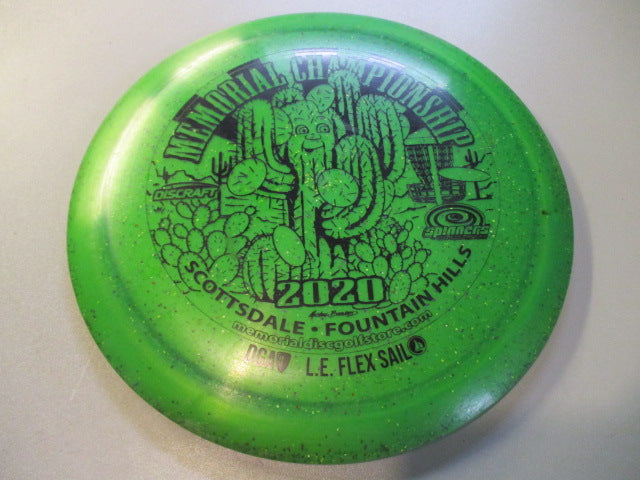 MEMORIAL CHAMPIONSHIP
DISCRAFT
spinners
2020
SCOTTSDALE • FOUNTAIN HILLS
memorialdiscgolfstore.com
DGA L.E. FLEX SAIL